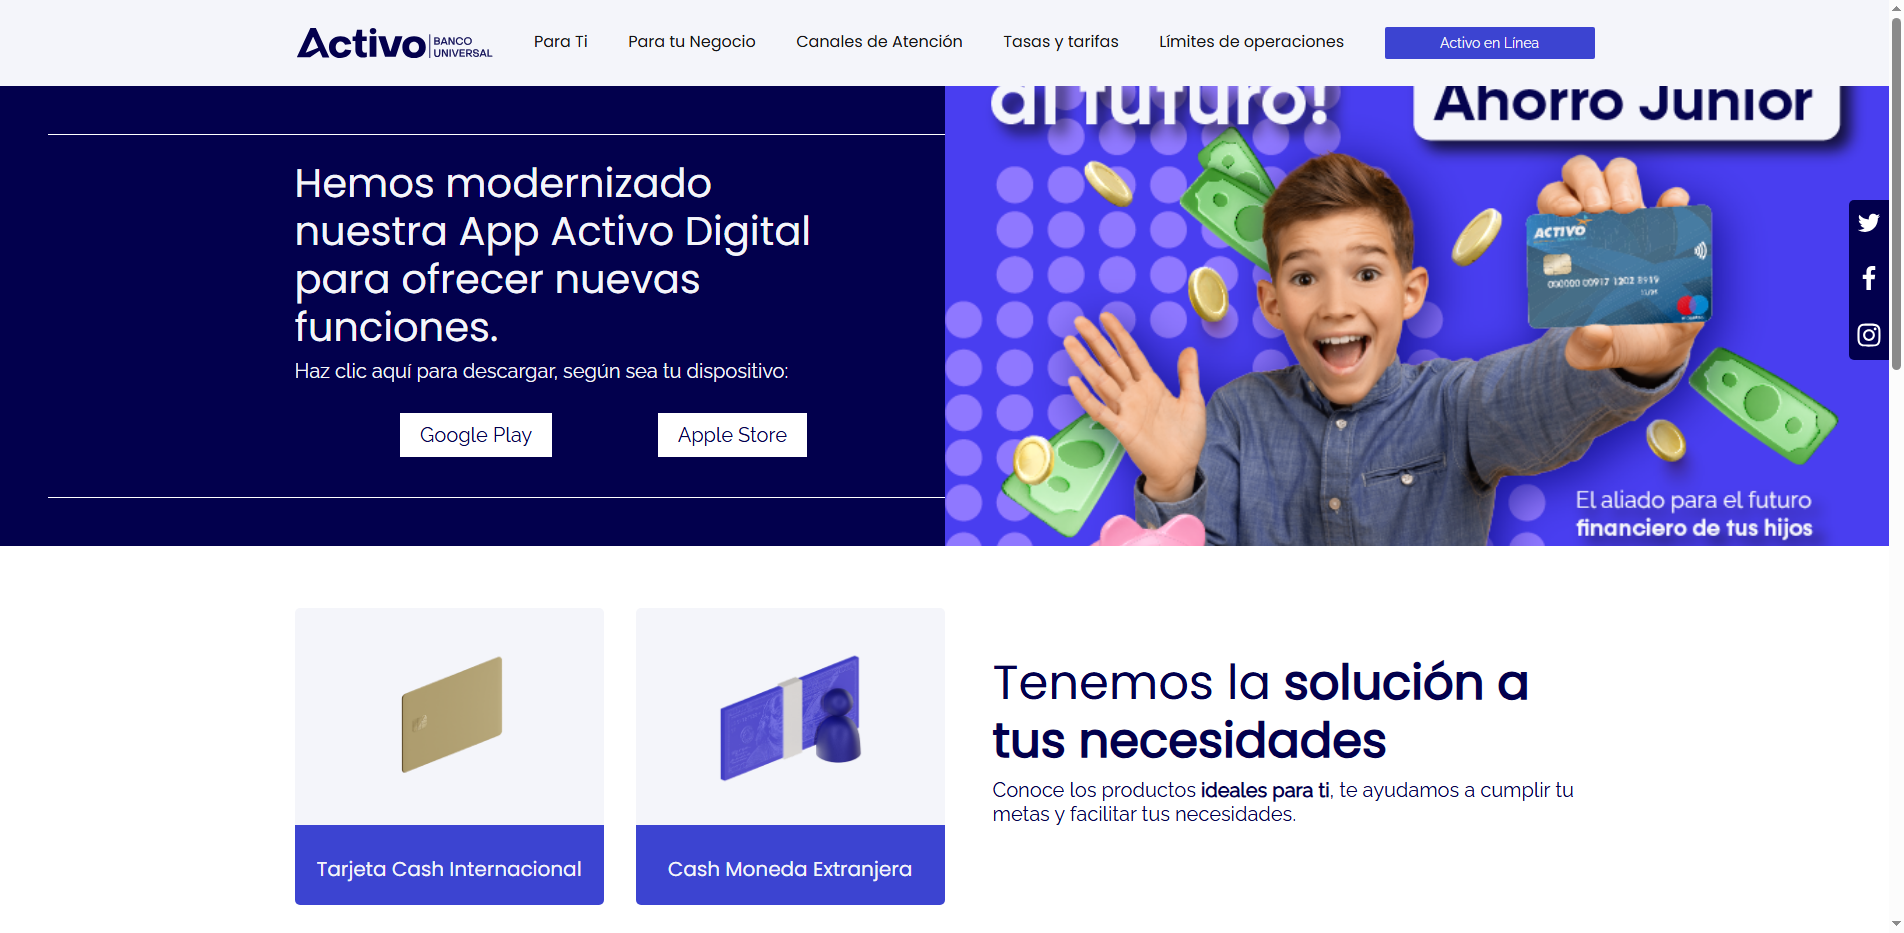 Activo BANCO UNIVERSAL
Para Ti
Para tu Negocio
Canales de Atención
Tasas y tarifas
Límites de operaciones
Activo en Línea
Hemos modernizado
nuestra App Activo Digital
para ofrecer nuevas
funciones.
Haz clic aquí para descargar, según sea tu dispositivo:
Google Play
Apple Store
al futuro!
Ahorro Junior
ACTIVO
El aliado para el futuro
financiero de tus hijos
Tarjeta Cash Internacional
Cash Moneda Extranjera
Tenemos la solución a
tus necesidades
Conoce los productos ideales para ti, te ayudamos a cumplir tu
metas y facilitar tus necesidades.